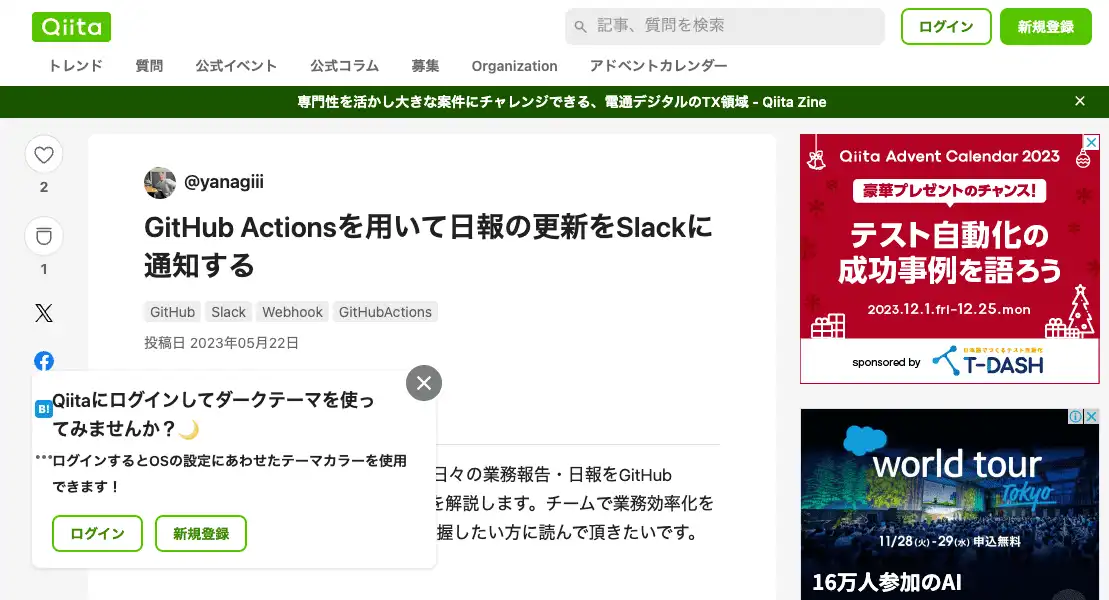 Qiita
記事、質問を検索
ログイン
新規登録
トレンド
質問
公式イベント
公式コラム
募集
Organization
アドベントカレンダー
専門性を活かし大きな案件にチャレンジできる、電通デジタルのTX領域 - Qiita Zine
2
1
@yanagiii
GitHub Actionsを用いて日報の更新をSlackに
通知する
GitHub
Slack
Webhook
GitHubActions
投稿日 2023年05月22日
B!
Qiitaにログインしてダークテーマを使っ
てみませんか?🌙
ログインするとOSの設定にあわせたテーマカラーを使用
できます!
ログイン
新規登録
日々の業務報告・日報をGitHub
を解説します。チームで業務効率化を
握したい方に読んで頂きたいです。
Qiita Advent Calendar 2023
豪華プレゼントのチャンス!
テスト自動化の
成功事例を語ろう
2023.12.1.fri-12.25.mon
sponsored by
日本語でつくるテスト自動化
T-DASH
salesforce
world tour
Tokyo
11/28(火) -29(水) 申込無料
16万人参加のAI